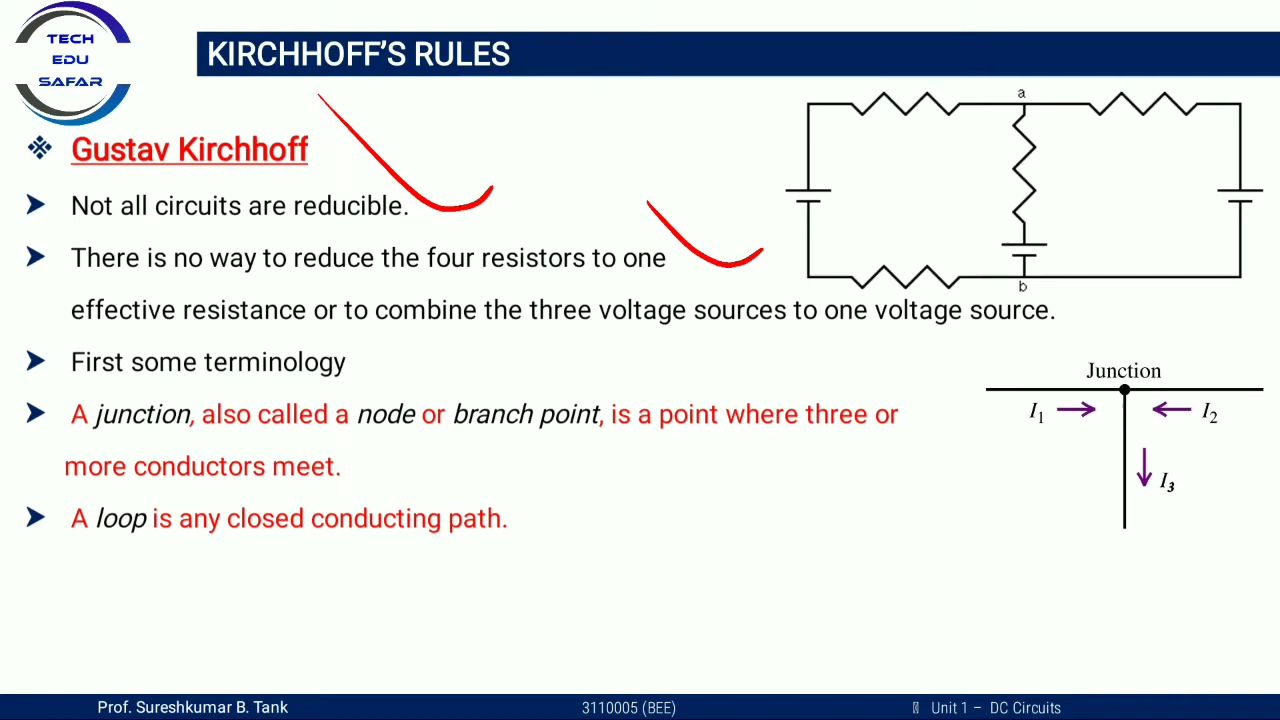 TECH
EDU
SAFAR
KIRCHHOFF'S RULES
Gustav Kirchhoff
Not all circuits are reducible.
There is no way to reduce the four resistors to one
effective resistance or to combine the three voltage sources to one voltage source.
First some terminology
A junction, also called a node or branch point, is a point where three or
more conductors meet.
A loop is any closed conducting path.
a
b
Junction
I₁ I₂
I₃
Prof. Sureshkumar B. Tank 3110005 (BEE) Unit 1 – DC Circuits